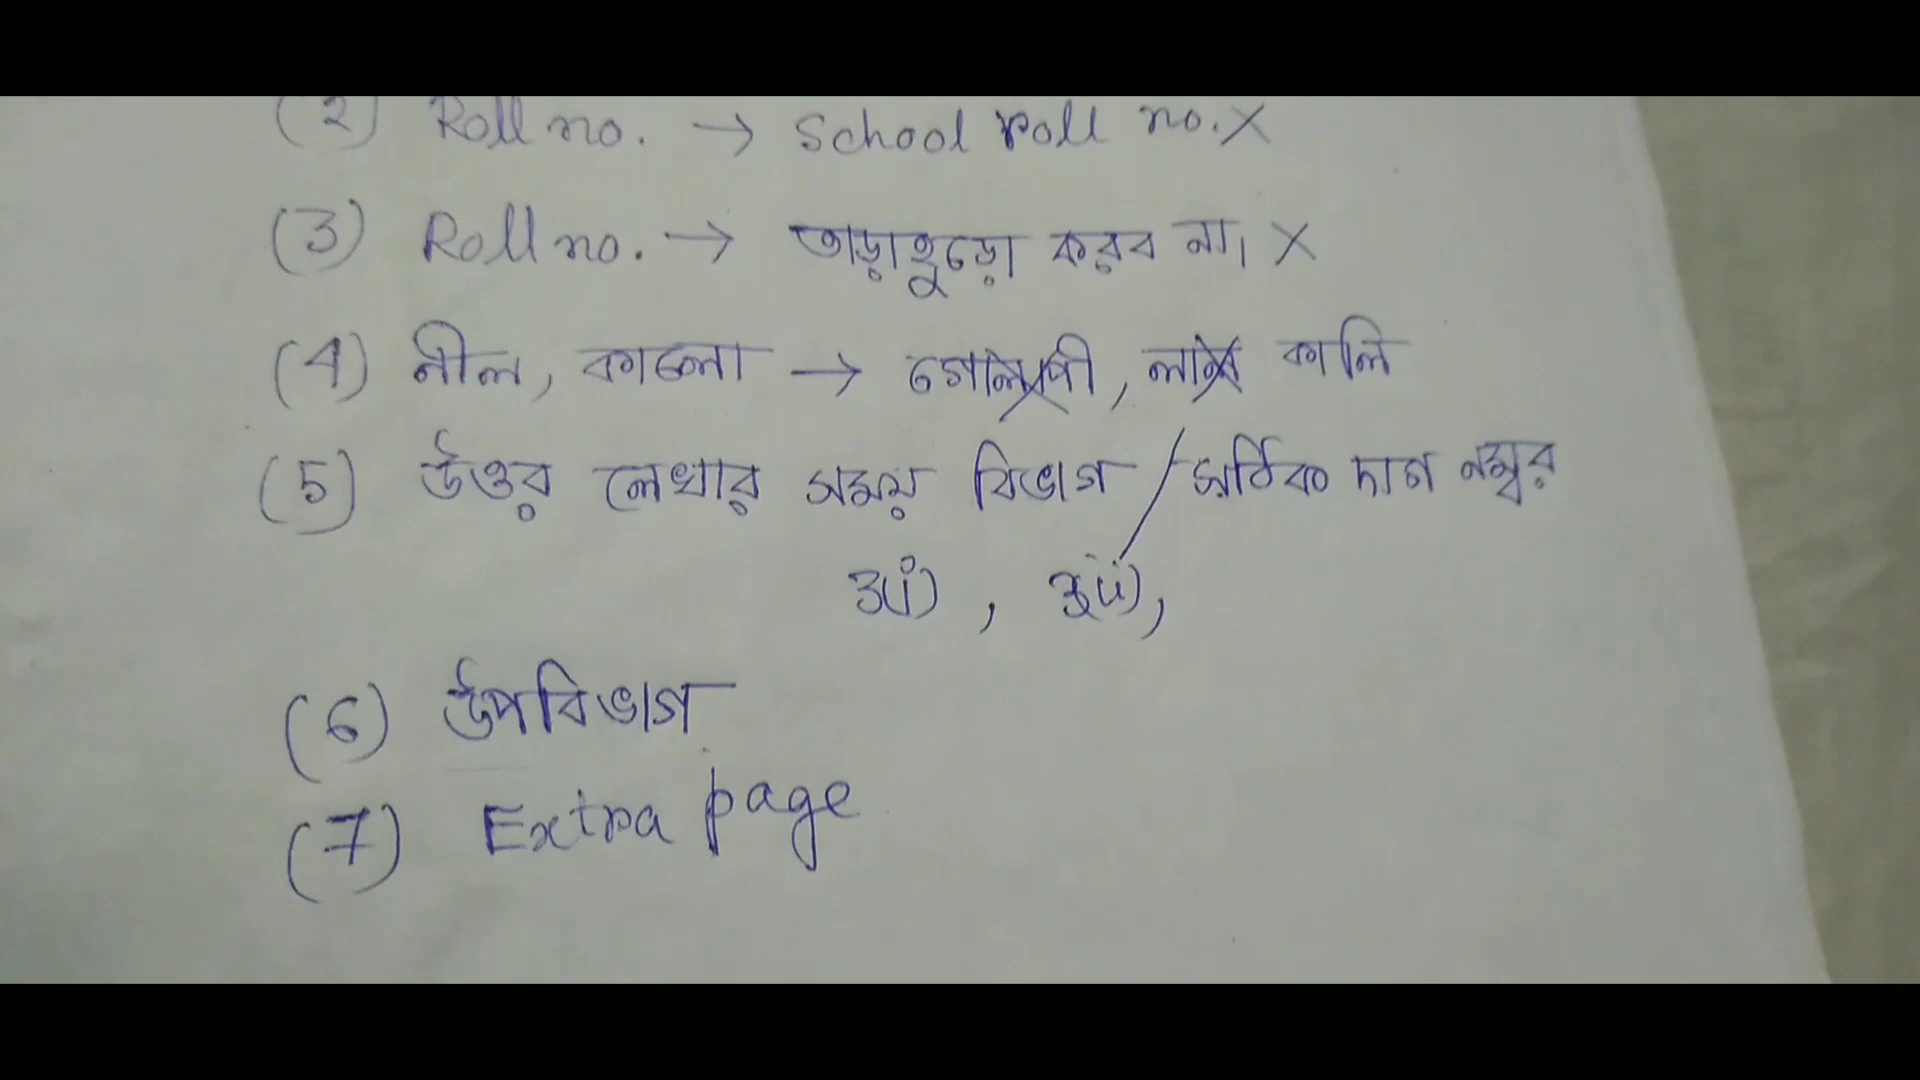 (2) Roll no. → School roll no. X
(3) Roll no. → তাড়াহুড়ো করব না। X
(4) নীল, কালো → গোলাপী, লাল কালি
(5) উত্তর লেখার সময় বিভাগ / সঠিক দাগ নম্বর
3(i) , 3(ii),
(6) উপবিভাগ
(7) Extra page